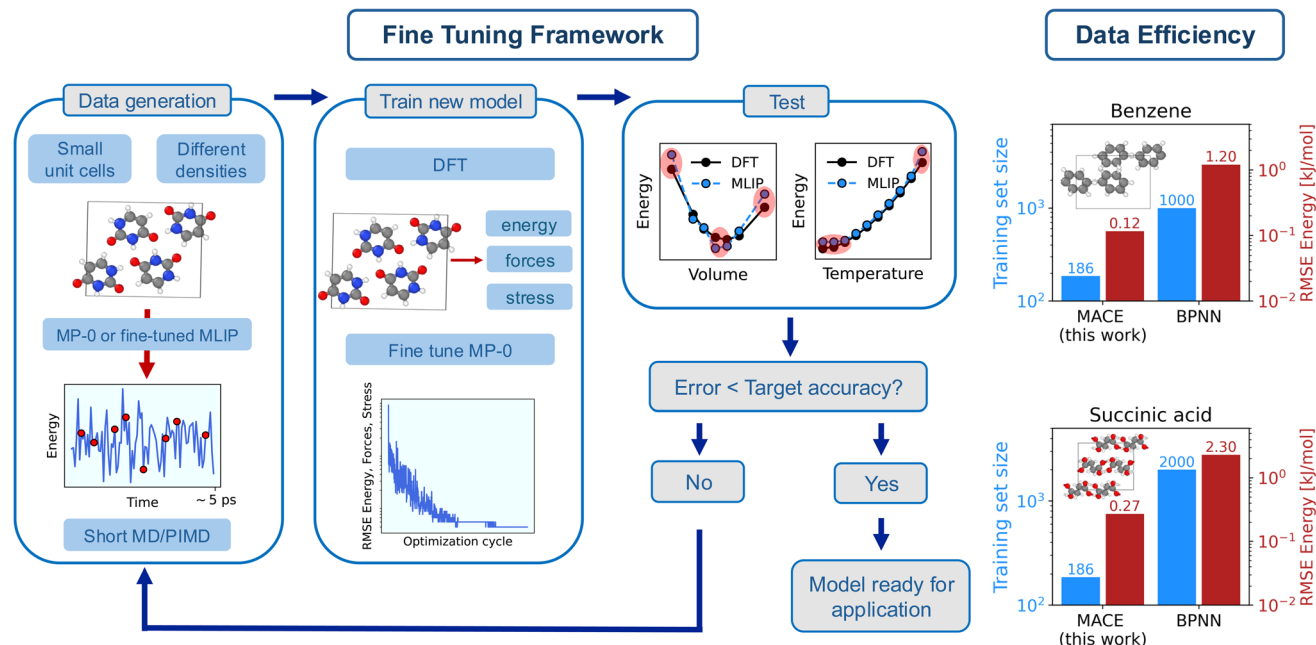 Fine Tuning Framework
Data generation
Small
unit cells
Different
densities
MP-0 or fine-tuned MLIP
Energy
Time
~ 5 ps
Short MD/PIMD
Train new model
DFT
energy
forces
stress
Fine tune MP-0
RMSE Energy, Forces, Stress
Optimization cycle
Test
Energy
DFT
MLIP
Volume
Energy
DFT
MLIP
Temperature
Error < Target accuracy?
No
Yes
Model ready for
application
Data Efficiency
Benzene
Training set size
10³
10²
186
0.12
1000
1.20
10⁰
10⁻¹
10⁻²
RMSE Energy [kJ/mol]
MACE
(this work)
BPNN
Succinic acid
Training set size
10³
10²
186
0.27
2000
2.30
10⁰
10⁻¹
10⁻²
RMSE Energy [kJ/mol]
MACE
(this work)
BPNN